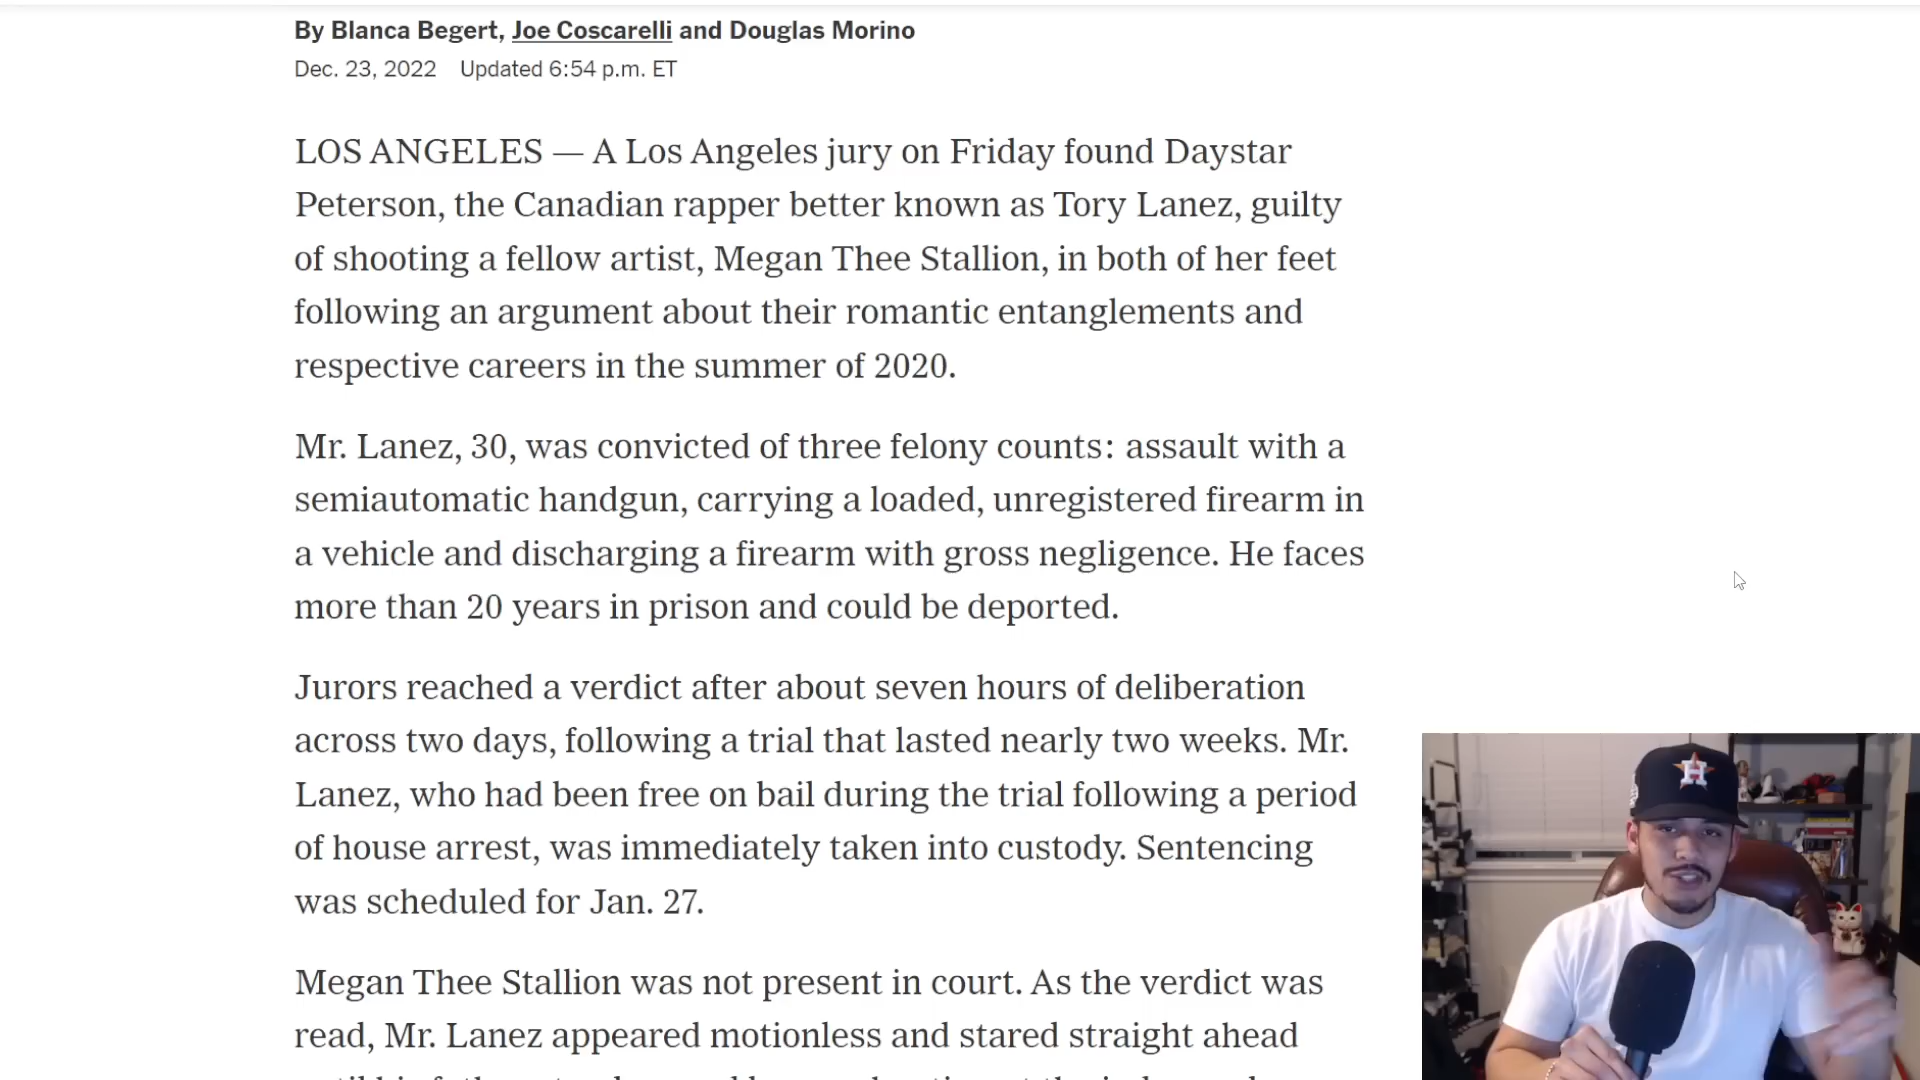 By Blanca Begert, Joe Coscarelli and Douglas Morino
Dec. 23, 2022 Updated 6:54 p.m. ET
LOS ANGELES — A Los Angeles jury on Friday found Daystar
Peterson, the Canadian rapper better known as Tory Lanez, guilty
of shooting a fellow artist, Megan Thee Stallion, in both of her feet
following an argument about their romantic entanglements and
respective careers in the summer of 2020.
Mr. Lanez, 30, was convicted of three felony counts: assault with a
semiautomatic handgun, carrying a loaded, unregistered firearm in
a vehicle and discharging a firearm with gross negligence. He faces
more than 20 years in prison and could be deported.
Jurors reached a verdict after about seven hours of deliberation
across two days, following a trial that lasted nearly two weeks. Mr.
Lanez, who had been free on bail during the trial following a period
of house arrest, was immediately taken into custody. Sentencing
was scheduled for Jan. 27.
Megan Thee Stallion was not present in court. As the verdict was
read, Mr. Lanez appeared motionless and stared straight ahead
H